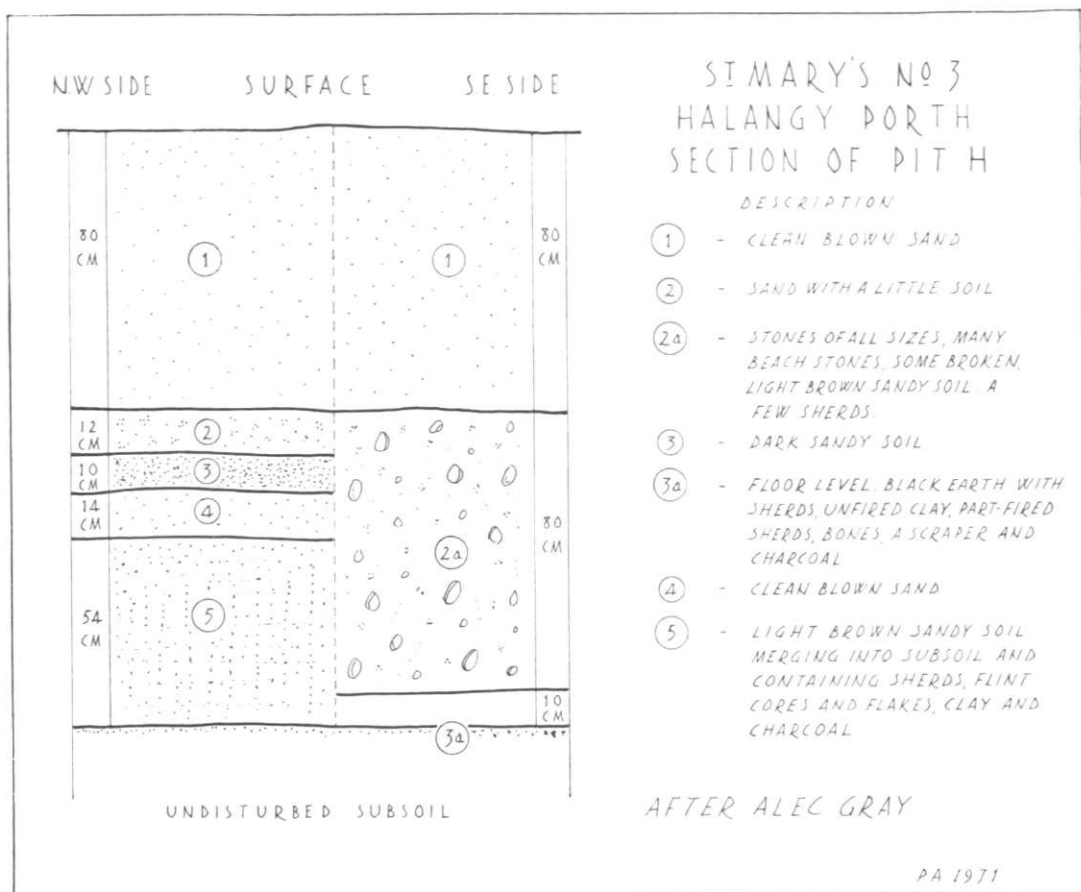 NW SIDE SURFACE SE SIDE
80
CM
1
1
80
CM
12
CM
2
10
CM
3
14
CM
4
2a
80
CM
54
CM
5
10
CM
3a
UNDISTURBED SUBSOIL
ST MARY'S No 3
HALANGY PORTH
SECTION OF PIT H
DESCRIPTION
1 - CLEAN BLOWN SAND
2 - SAND WITH A LITTLE SOIL
2a - STONES OF ALL SIZES, MANY
BEACH STONES, SOME BROKEN,
LIGHT BROWN SANDY SOIL. A
FEW SHERDS.
3 - DARK SANDY SOIL
3a - FLOOR LEVEL. BLACK EARTH WITH
SHERDS, UNFIRED CLAY, PART-FIRED
SHERDS, BONES, A SCRAPER AND
CHARCOAL
4 - CLEAN BLOWN SAND
5 - LIGHT BROWN SANDY SOIL
MERGING INTO SUBSOIL AND
CONTAINING SHERDS, FLINT
CORES AND FLAKES, CLAY AND
CHARCOAL
AFTER ALEC GRAY
PA 1971